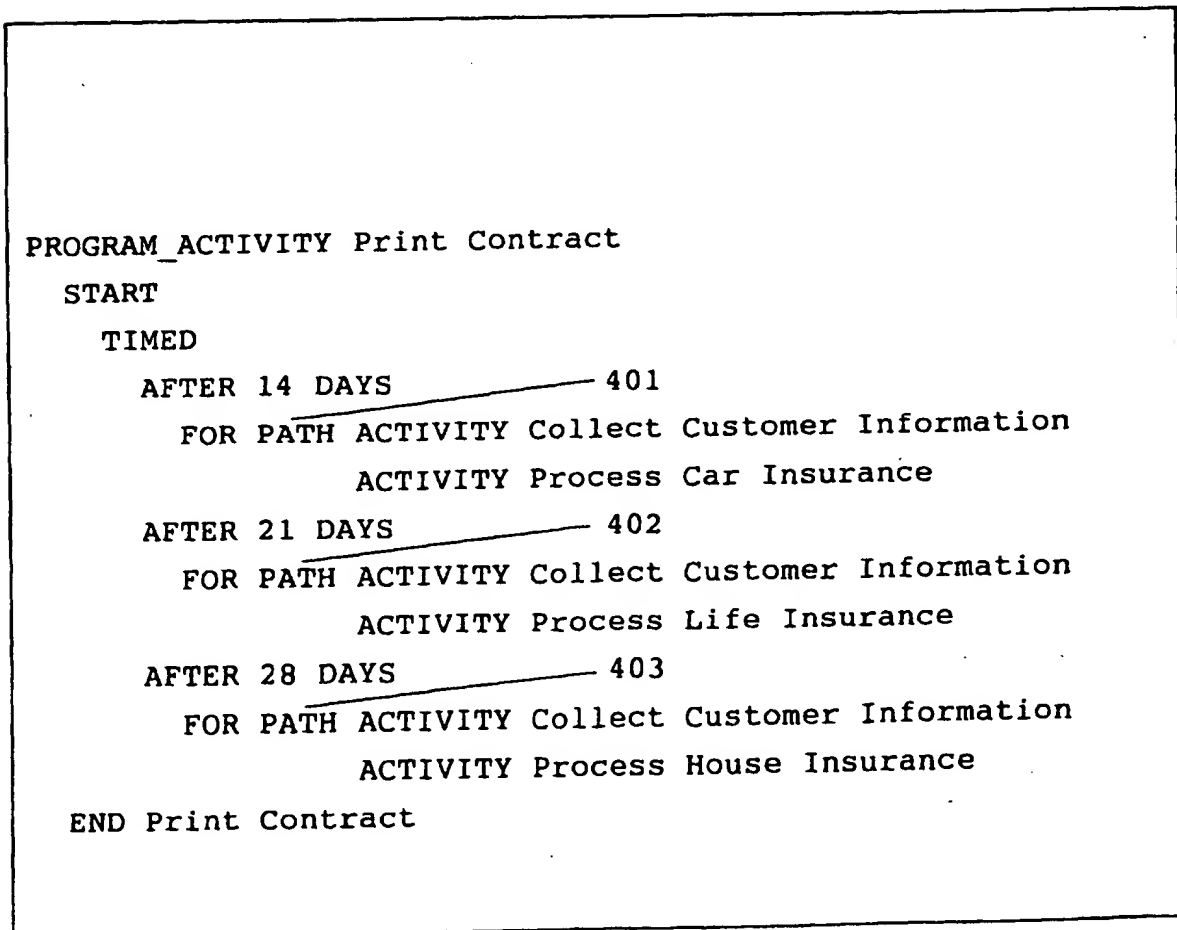 PROGRAM_ACTIVITY Print Contract
START
TIMED
AFTER 14 DAYS 401
FOR PATH ACTIVITY Collect Customer Information
ACTIVITY Process Car Insurance
AFTER 21 DAYS 402
FOR PATH ACTIVITY Collect Customer Information
ACTIVITY Process Life Insurance
AFTER 28 DAYS 403
FOR PATH ACTIVITY Collect Customer Information
ACTIVITY Process House Insurance
END Print Contract